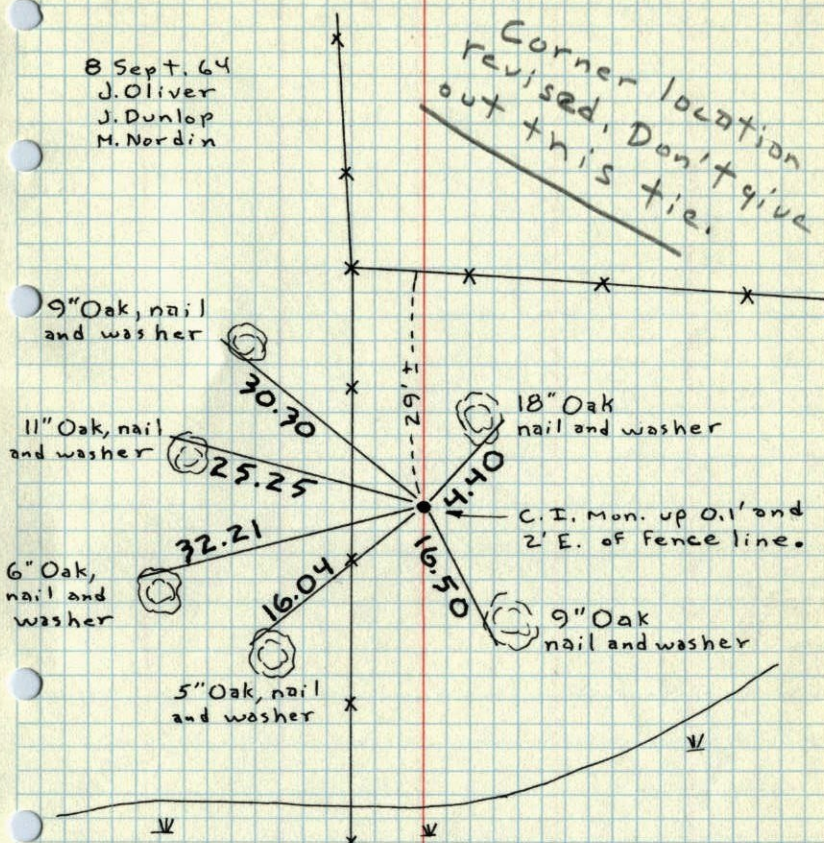 8 Sept. 64
J. Oliver
J. Dunlop
M. Nordin
Corner location
revised. Don't give
out this tie.
9" Oak, nail
and washer
30.30
29' ±
18" Oak
nail and washer
11" Oak, nail
and washer
25.25
4.40
C.I. Mon. up 0.1' and
2' E. of Fence line.
32.21
16.50
6" Oak,
nail and
washer
16.04
9" Oak
nail and washer
5" Oak, nail
and washer